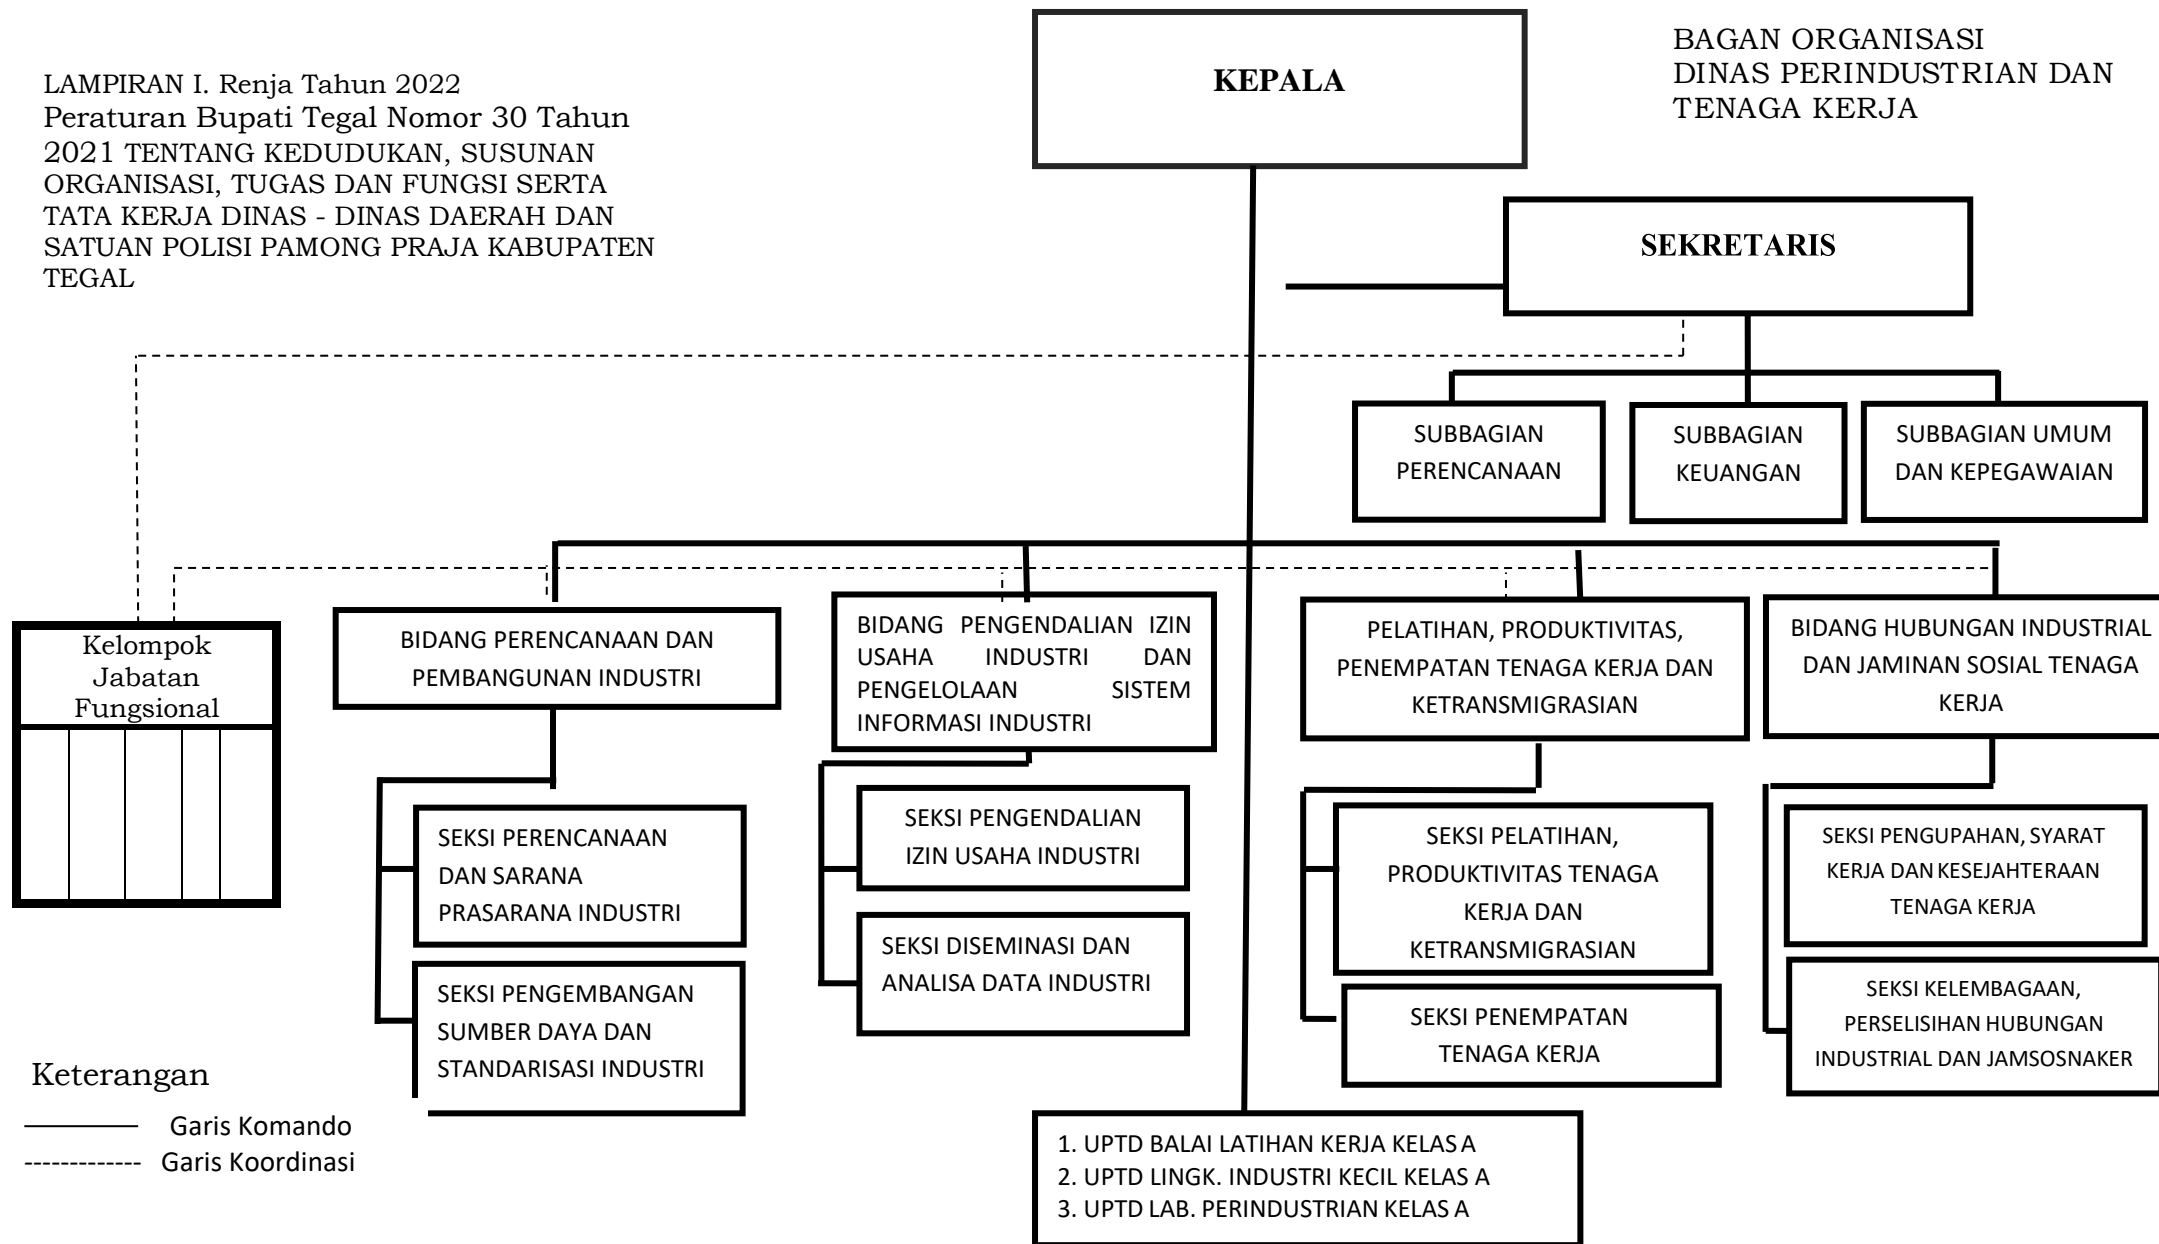 LAMPIRAN I. Renja Tahun 2022
Peraturan Bupati Tegal Nomor 30 Tahun
2021 TENTANG KEDUDUKAN, SUSUNAN
ORGANISASI, TUGAS DAN FUNGSI SERTA
TATA KERJA DINAS - DINAS DAERAH DAN
SATUAN POLISI PAMONG PRAJA KABUPATEN
TEGAL
KEPALA
BAGAN ORGANISASI
DINAS PERINDUSTRIAN DAN
TENAGA KERJA
SEKRETARIS
SUBBAGIAN
PERENCANAAN
SUBBAGIAN
KEUANGAN
SUBBAGIAN UMUM
DAN KEPEGAWAIAN
Kelompok
Jabatan
Fungsional
BIDANG PERENCANAAN DAN
PEMBANGUNAN INDUSTRI
BIDANG PENGENDALIAN IZIN
USAHA INDUSTRI DAN
PENGELOLAAN SISTEM
INFORMASI INDUSTRI
PELATIHAN, PRODUKTIVITAS,
PENEMPATAN TENAGA KERJA DAN
KETRANSMIGRASIAN
BIDANG HUBUNGAN INDUSTRIAL
DAN JAMINAN SOSIAL TENAGA
KERJA
SEKSI PERENCANAAN
DAN SARANA
PRASARANA INDUSTRI
SEKSI PENGEMBANGAN
SUMBER DAYA DAN
STANDARISASI INDUSTRI
SEKSI PENGENDALIAN
IZIN USAHA INDUSTRI
SEKSI DISEMINASI DAN
ANALISA DATA INDUSTRI
SEKSI PELATIHAN,
PRODUKTIVITAS TENAGA
KERJA DAN
KETRANSMIGRASIAN
SEKSI PENEMPATAN
TENAGA KERJA
SEKSI PENGUPAHAN, SYARAT
KERJA DAN KESEJAHTERAAN
TENAGA KERJA
SEKSI KELEMBAGAAN,
PERSELISIHAN HUBUNGAN
INDUSTRIAL DAN JAMSOSNAKER
Keterangan
Garis Komando
Garis Koordinasi
1. UPTD BALAI LATIHAN KERJA KELAS A
2. UPTD LINGK. INDUSTRI KECIL KELAS A
3. UPTD LAB. PERINDUSTRIAN KELAS A